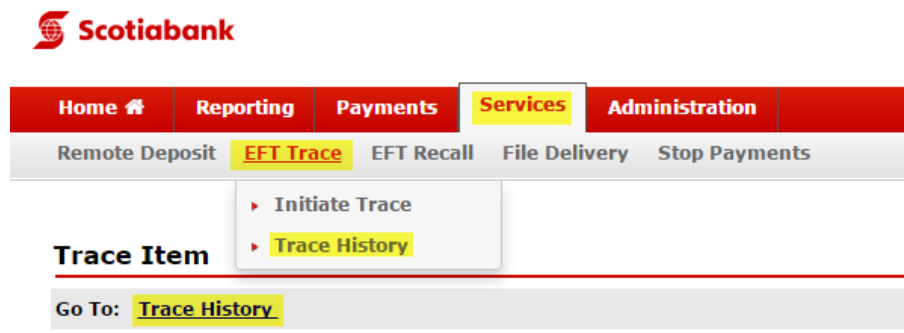 Scotiabank
Home Reporting Payments Services Administration
Remote Deposit EFT Trace EFT Recall File Delivery Stop Payments
Initiate Trace
Trace History
Trace Item
Go To: Trace History